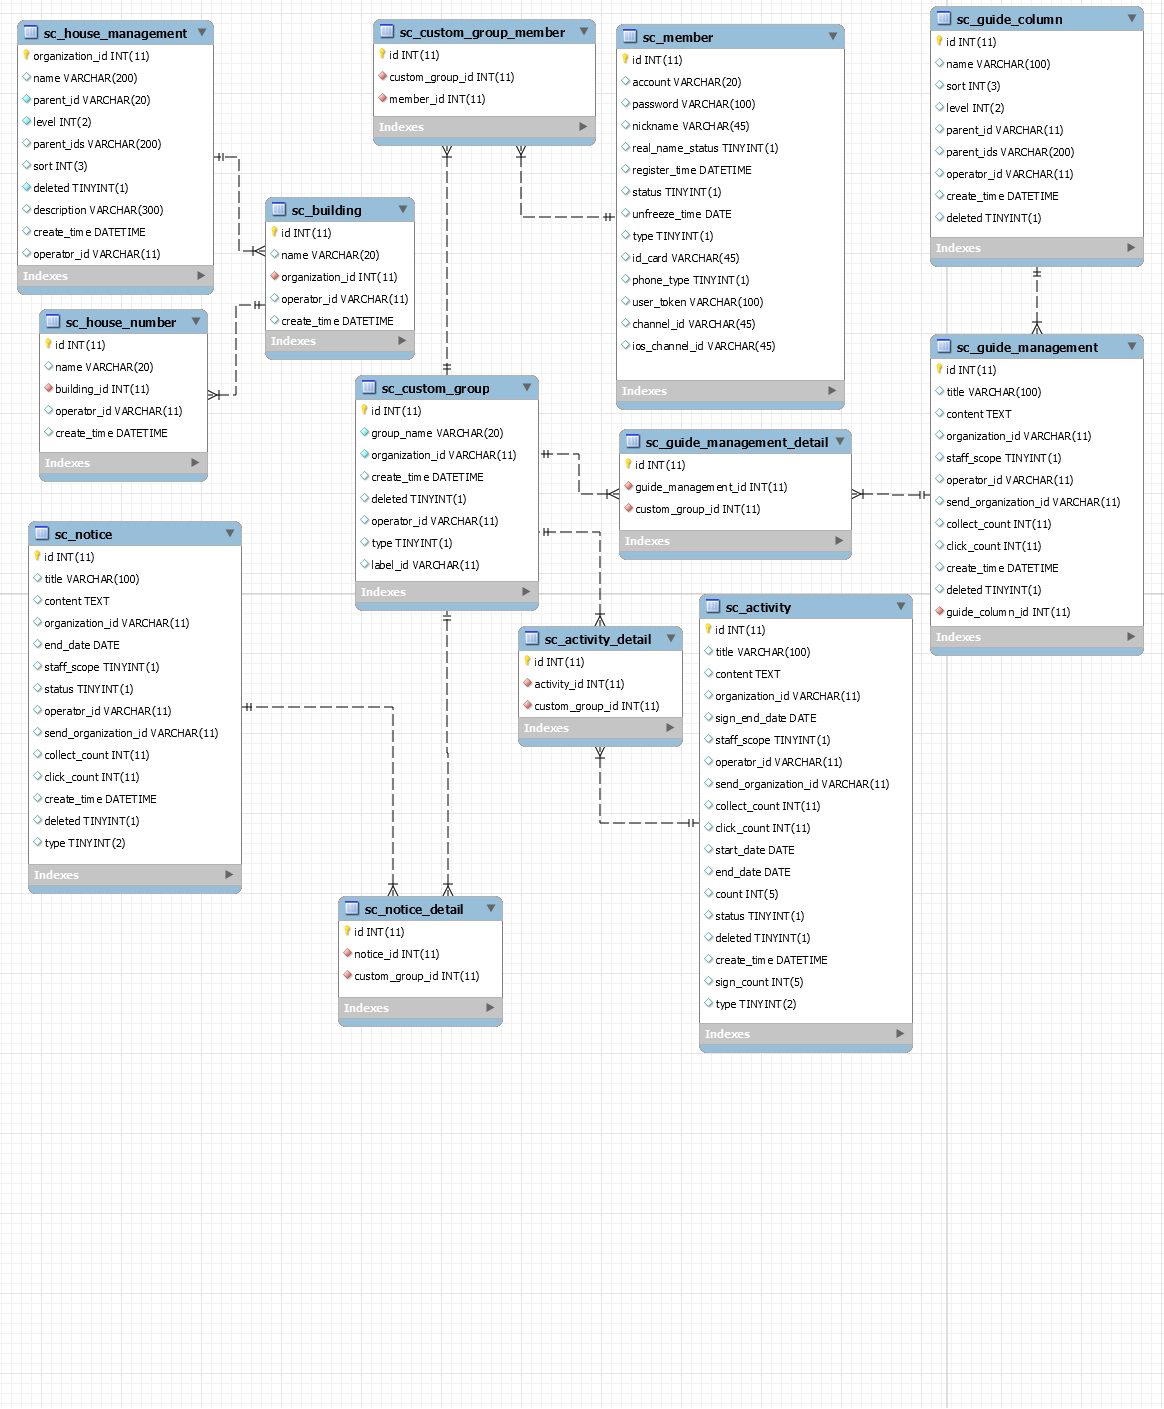 sc_house_management
organization_id INT(11)
name VARCHAR(200)
parent_id VARCHAR(20)
level INT(2)
parent_ids VARCHAR(200)
sort INT(3)
deleted TINYINT(1)
description VARCHAR(300)
create_time DATETIME
operator_id VARCHAR(11)
Indexes
sc_custom_group_member
id INT(11)
custom_group_id INT(11)
member_id INT(11)
Indexes
sc_member
id INT(11)
account VARCHAR(20)
password VARCHAR(100)
nickname VARCHAR(45)
real_name_status TINYINT(1)
register_time DATETIME
status TINYINT(1)
unfreeze_time DATE
type TINYINT(1)
id_card VARCHAR(45)
phone_type TINYINT(1)
user_token VARCHAR(100)
channel_id VARCHAR(45)
ios_channel_id VARCHAR(45)
Indexes
sc_guide_column
id INT(11)
name VARCHAR(100)
sort INT(3)
level INT(2)
parent_id VARCHAR(11)
parent_ids VARCHAR(200)
operator_id VARCHAR(11)
create_time DATETIME
deleted TINYINT(1)
Indexes
sc_building
id INT(11)
name VARCHAR(20)
organization_id INT(11)
operator_id VARCHAR(11)
create_time DATETIME
Indexes
sc_house_number
id INT(11)
name VARCHAR(20)
building_id INT(11)
operator_id VARCHAR(11)
create_time DATETIME
Indexes
sc_custom_group
id INT(11)
group_name VARCHAR(20)
organization_id VARCHAR(11)
create_time DATETIME
deleted TINYINT(1)
operator_id VARCHAR(11)
type TINYINT(1)
label_id VARCHAR(11)
Indexes
sc_guide_management_detail
id INT(11)
guide_management_id INT(11)
custom_group_id INT(11)
Indexes
sc_guide_management
id INT(11)
title VARCHAR(100)
content TEXT
organization_id VARCHAR(11)
staff_scope TINYINT(1)
operator_id VARCHAR(11)
send_organization_id VARCHAR(11)
collect_count INT(11)
click_count INT(11)
create_time DATETIME
deleted TINYINT(1)
guide_column_id INT(11)
Indexes
sc_notice
id INT(11)
title VARCHAR(100)
content TEXT
organization_id VARCHAR(11)
end_date DATE
staff_scope TINYINT(1)
status TINYINT(1)
operator_id VARCHAR(11)
send_organization_id VARCHAR(11)
collect_count INT(11)
click_count INT(11)
create_time DATETIME
deleted TINYINT(1)
type TINYINT(2)
Indexes
sc_activity_detail
id INT(11)
activity_id INT(11)
custom_group_id INT(11)
Indexes
sc_activity
id INT(11)
title VARCHAR(100)
content TEXT
organization_id VARCHAR(11)
sign_end_date DATE
staff_scope TINYINT(1)
operator_id VARCHAR(11)
send_organization_id VARCHAR(11)
collect_count INT(11)
click_count INT(11)
start_date DATE
end_date DATE
count INT(5)
status TINYINT(1)
deleted TINYINT(1)
create_time DATETIME
sign_count INT(5)
type TINYINT(2)
Indexes
sc_notice_detail
id INT(11)
notice_id INT(11)
custom_group_id INT(11)
Indexes